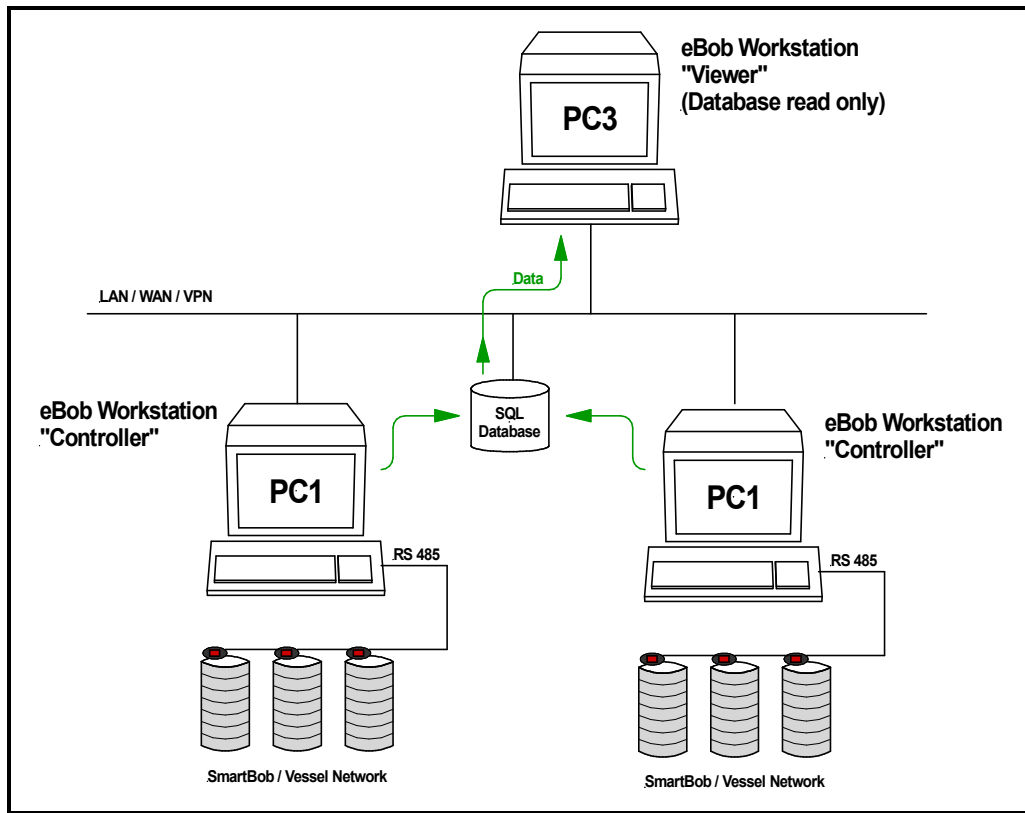 eBob Workstation
"Viewer"
(Database read only)
PC3
Data
LAN / WAN / VPN
eBob Workstation
"Controller"
PC1
RS 485
SQL
Database
eBob Workstation
"Controller"
PC1
RS 485
SmartBob / Vessel Network
SmartBob / Vessel Network